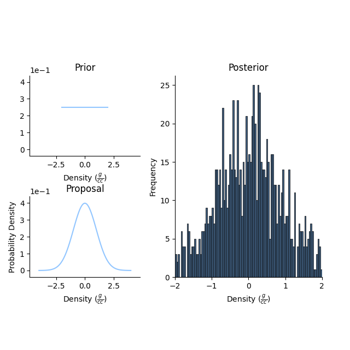 Prior
1e−1
4
3
2
1
0
−2.5 0.0 2.5
Density (g/cc)
Proposal
1e−1
4
3
2
1
0
Probability Density
−2.5 0.0 2.5
Density (g/cc)
Posterior
25
20
15
10
5
0
Frequency
−2 −1 0 1 2
Density (g/cc)